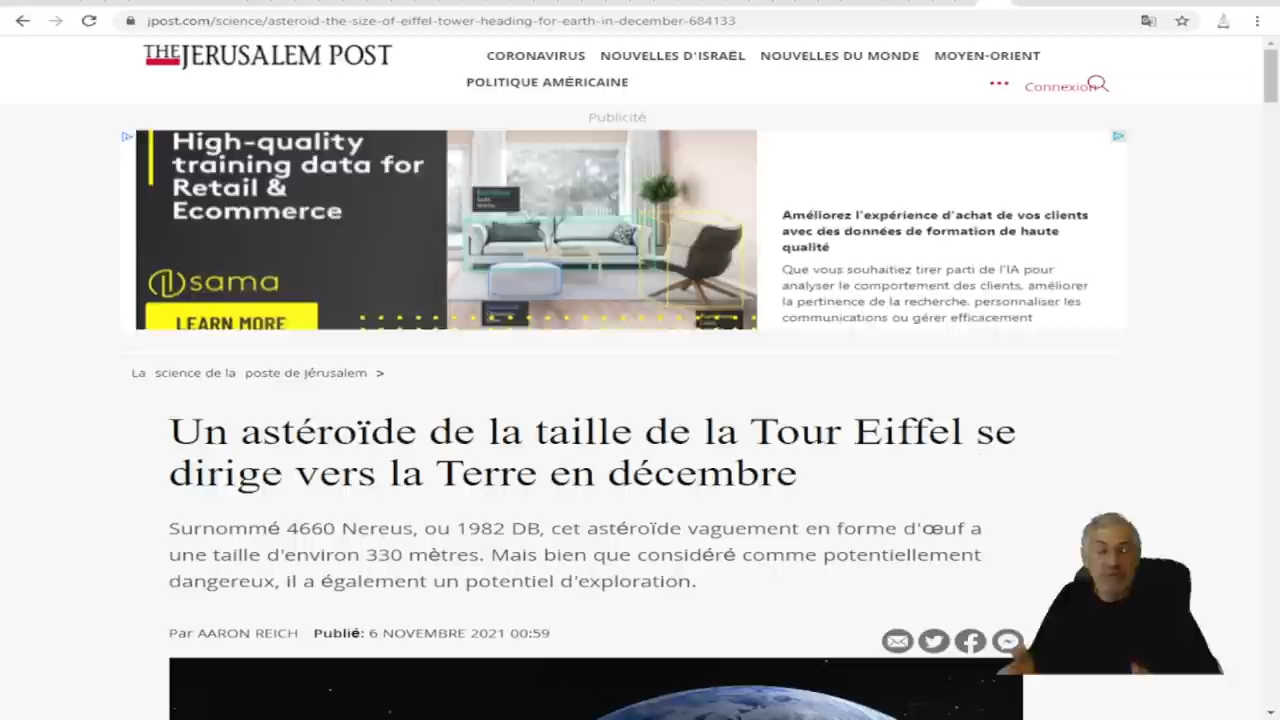 jpost.com/science/asteroid-the-size-of-eiffel-tower-heading-for-earth-in-december-684133
THE JERUSALEM POST
CORONAVIRUS NOUVELLES D'ISRAËL NOUVELLES DU MONDE MOYEN-ORIENT
POLITIQUE AMÉRICAINE
Connexion
Publicité
High-quality
training data for
Retail &
Ecommerce
sama
LEARN MORE
Améliorez l'expérience d'achat de vos clients
avec des données de formation de haute
qualité
Que vous souhaitiez tirer parti de l'IA pour
analyser le comportement des clients, améliorer
la pertinence de la recherche, personnaliser les
communications ou gérer efficacement
La science de la poste de Jérusalem >
Un astéroïde de la taille de la Tour Eiffel se
dirige vers la Terre en décembre
Surnommé 4660 Nereus, ou 1982 DB, cet astéroïde vaguement en forme d'œuf a
une taille d'environ 330 mètres. Mais bien que considéré comme potentiellement
dangereux, il a également un potentiel d'exploration.
Par AARON REICH Publié: 6 NOVEMBRE 2021 00:59